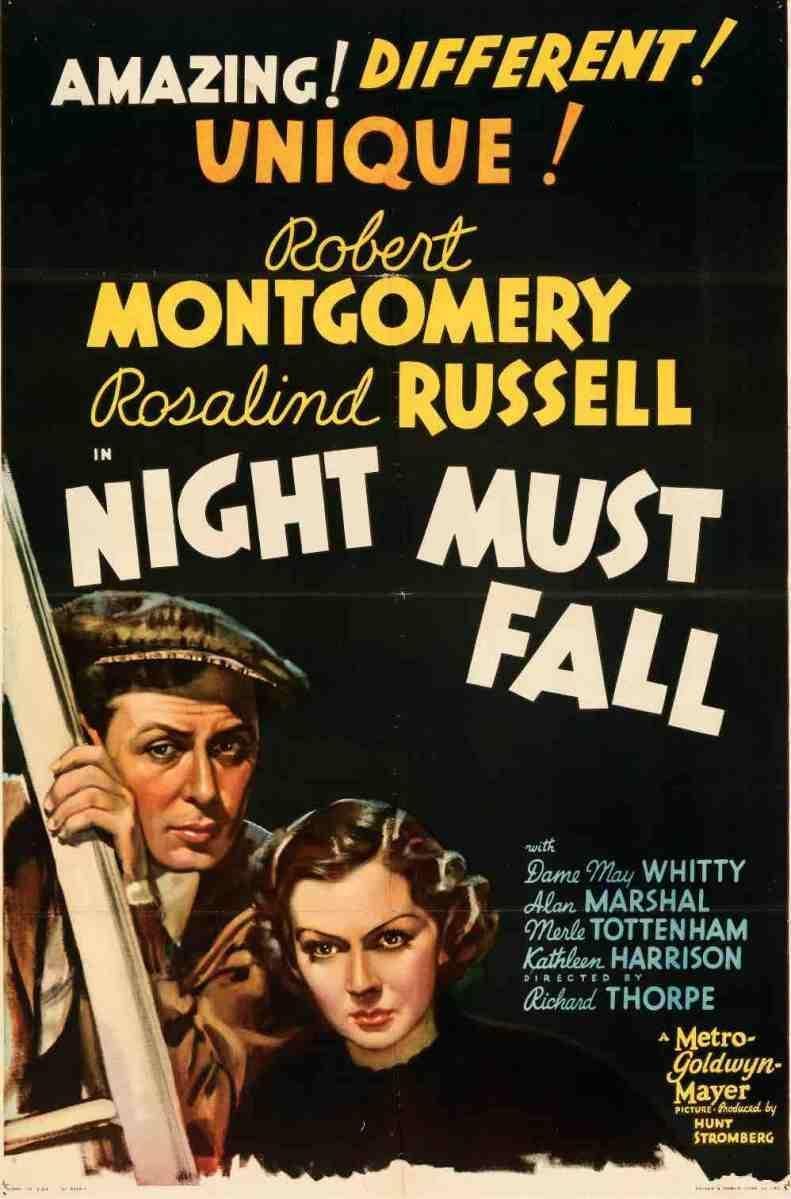 AMAZING! DIFFERENT!
UNIQUE!
Robert
MONTGOMERY
Rosalind RUSSELL
IN
NIGHT MUST
FALL
with
Dame May WHITTY
Alan MARSHAL
Merle TOTTENHAM
Kathleen HARRISON
DIRECTED BY
Richard THORPE
A Metro-
Goldwyn-
Mayer
PICTURE · Produced by
HUNT
STROMBERG